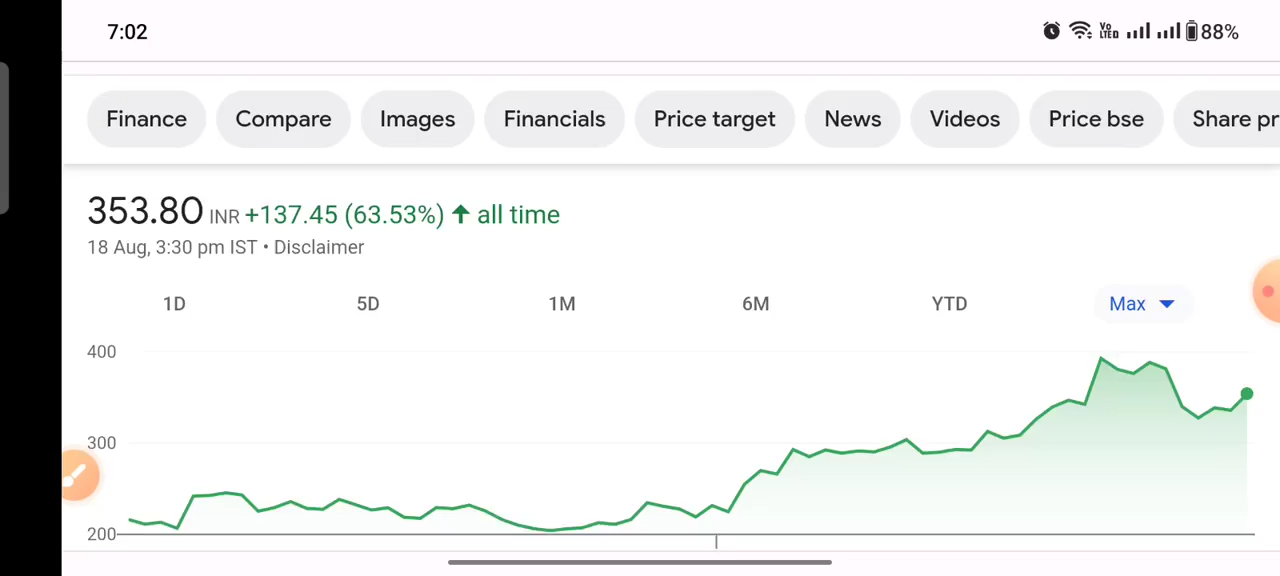 7:02 Vo LTED 88%
Finance Compare Images Financials Price target News Videos Price bse Share pr
353.80 INR +137.45 (63.53%) ↑ all time
18 Aug, 3:30 pm IST • Disclaimer
1D 5D 1M 6M YTD Max
400
300
200